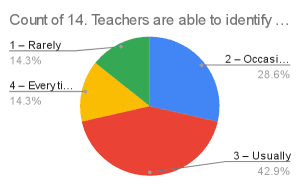 Count of 14. Teachers are able to identify …
1 – Rarely
14.3%
2 – Occasi…
28.6%
4 – Everyti…
14.3%
3 – Usually
42.9%